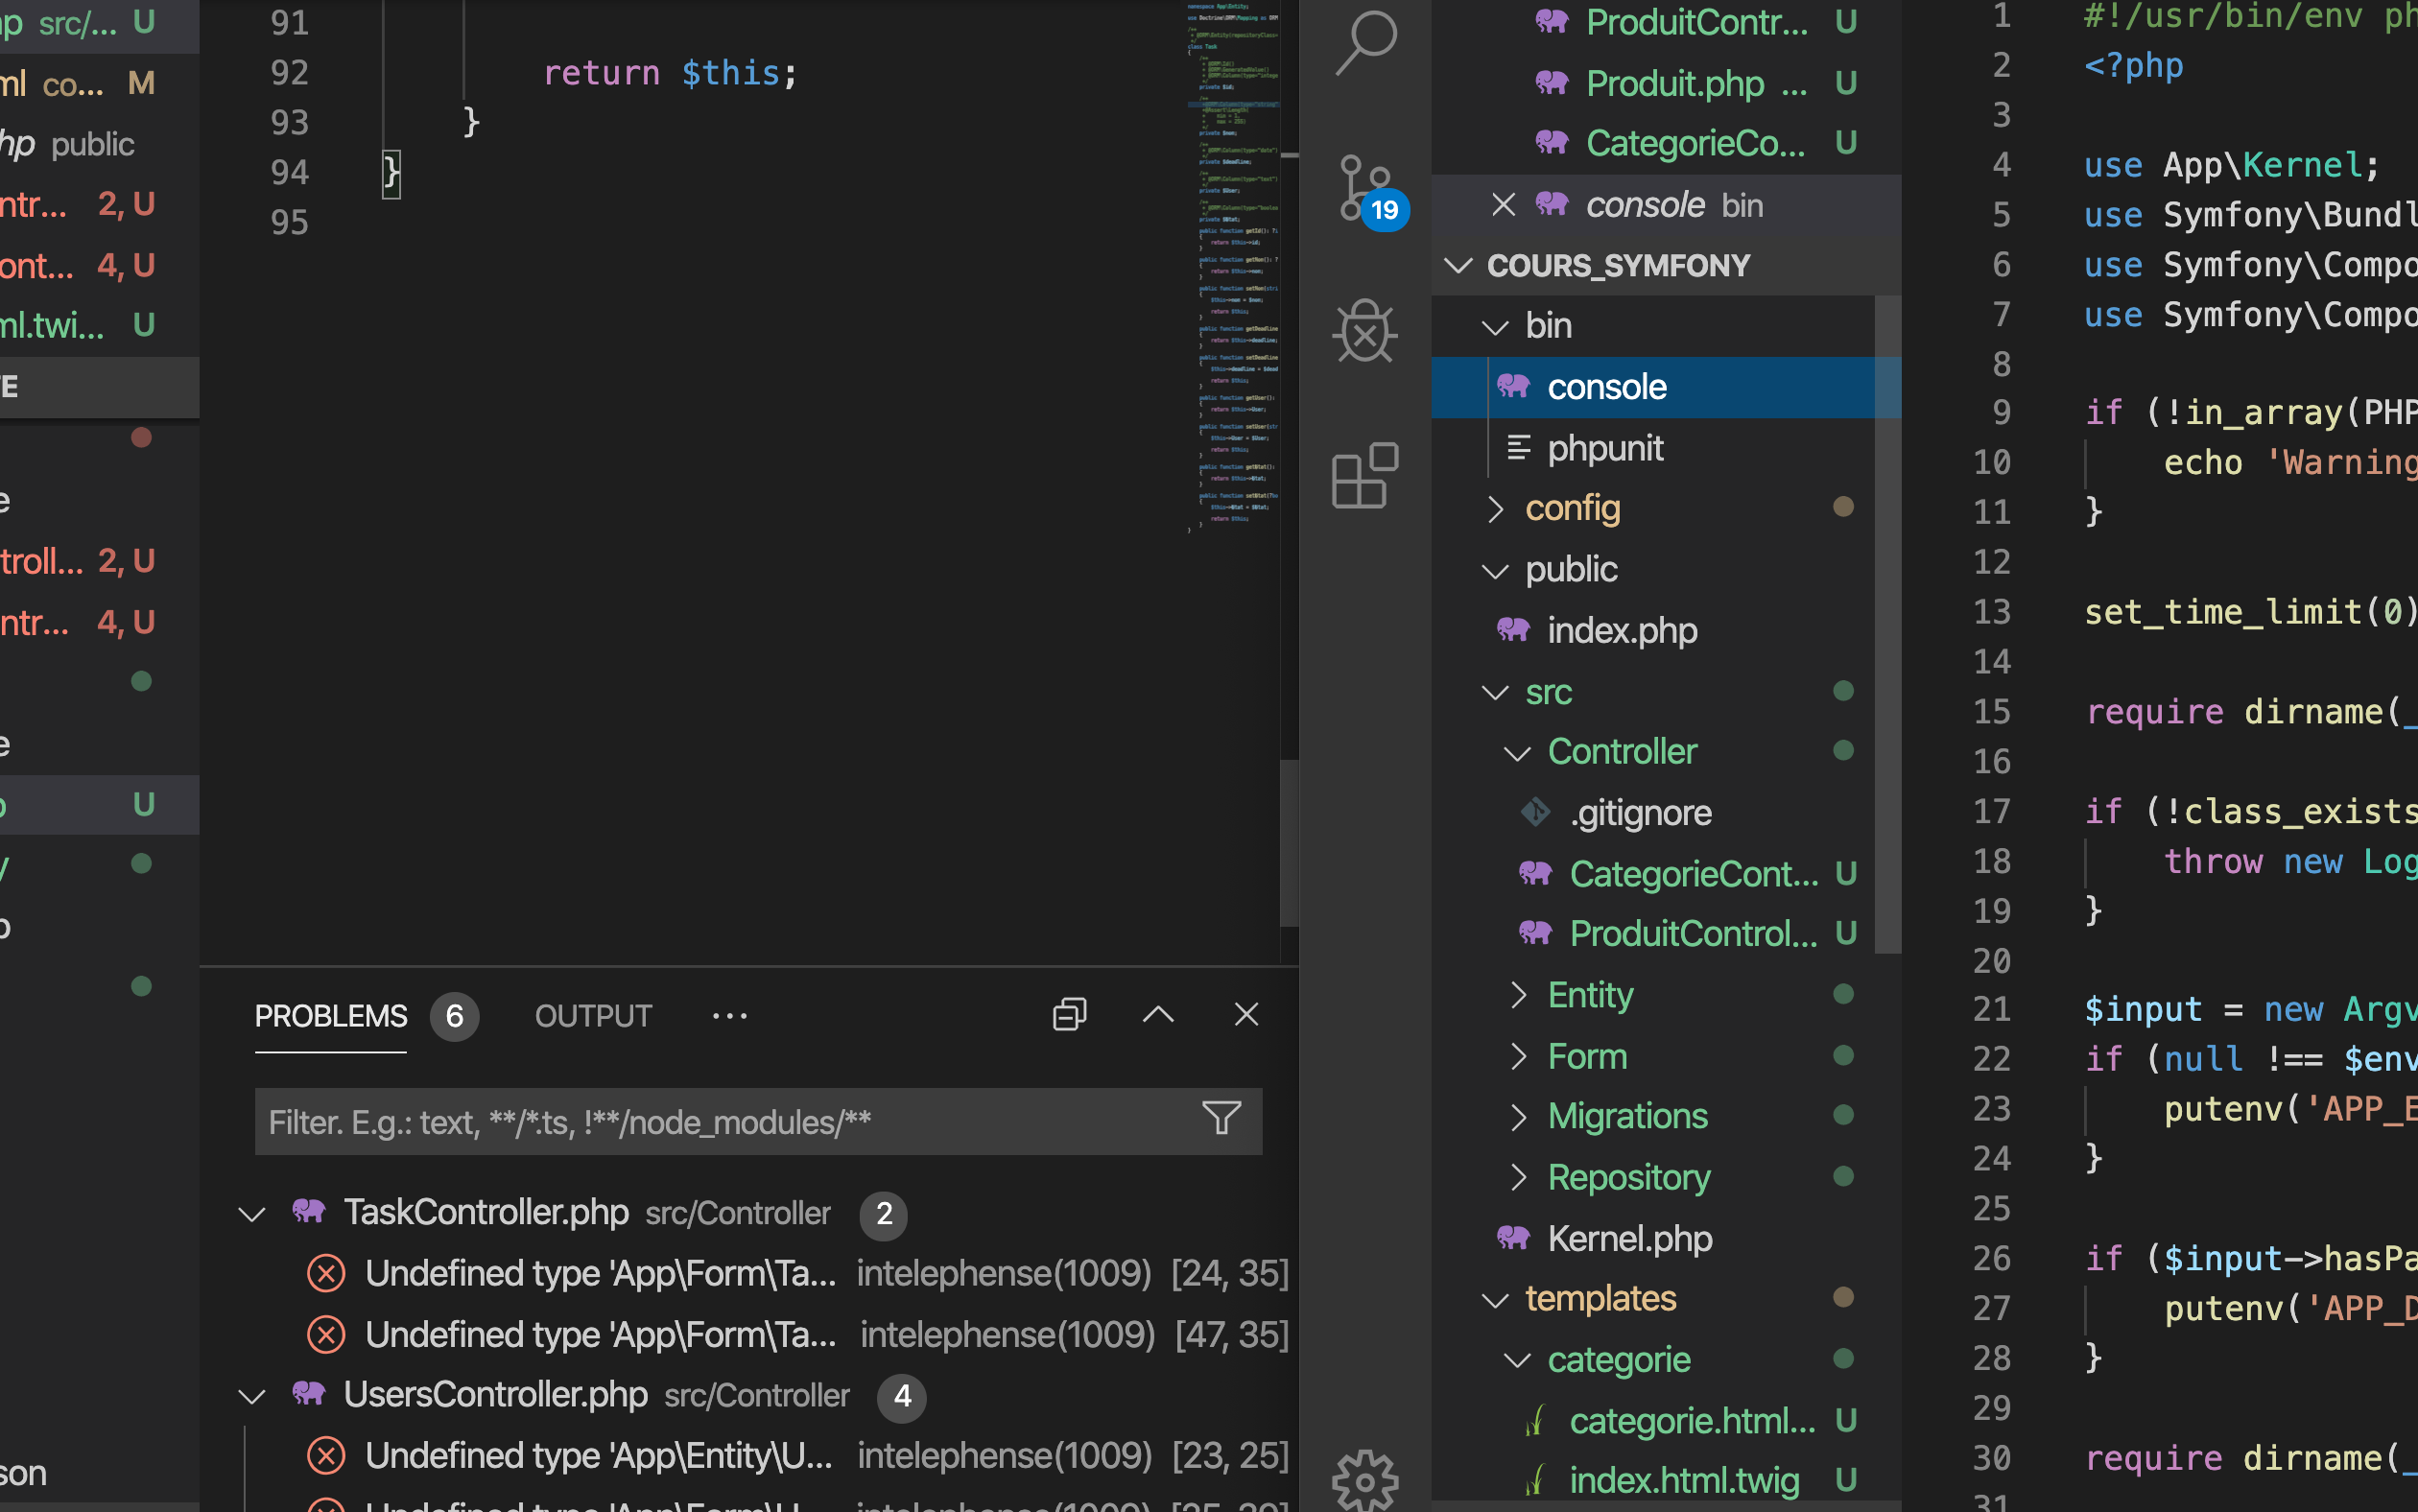 p src/... U
ml co... M
hp public
ntr... 2, U
ont... 4, U
ml.twi... U
TE
e
troll... 2, U
ntr... 4, U
e
U
y
son
91
92 return $this;
93 }
94 }
95
PROBLEMS 6 OUTPUT ...
Filter. E.g.: text, **/*.ts, !**/node_modules/**
TaskController.php src/Controller 2
Undefined type 'App\Form\Ta... intelephense(1009) [24, 35]
Undefined type 'App\Form\Ta... intelephense(1009) [47, 35]
UsersController.php src/Controller 4
Undefined type 'App\Entity\U... intelephense(1009) [23, 25]
19
ProduitContr... U
Produit.php ... U
CategorieCo... U
console bin
COURS_SYMFONY
bin
console
phpunit
config
public
index.php
src
Controller
.gitignore
CategorieCont... U
ProduitControl... U
Entity
Form
Migrations
Repository
Kernel.php
templates
categorie
categorie.html... U
index.html.twig U
1 #!/usr/bin/env ph
2 <?php
3
4 use App\Kernel;
5 use Symfony\Bundl
6 use Symfony\Compo
7 use Symfony\Compo
8
9 if (!in_array(PHP
10 echo 'Warning
11 }
12
13 set_time_limit(0)
14
15 require dirname(_
16
17 if (!class_exists
18 throw new Log
19 }
20
21 $input = new Argv
22 if (null !== $env
23 putenv('APP_E
24 }
25
26 if ($input->hasPa
27 putenv('APP_D
28 }
29
30 require dirname(_
31